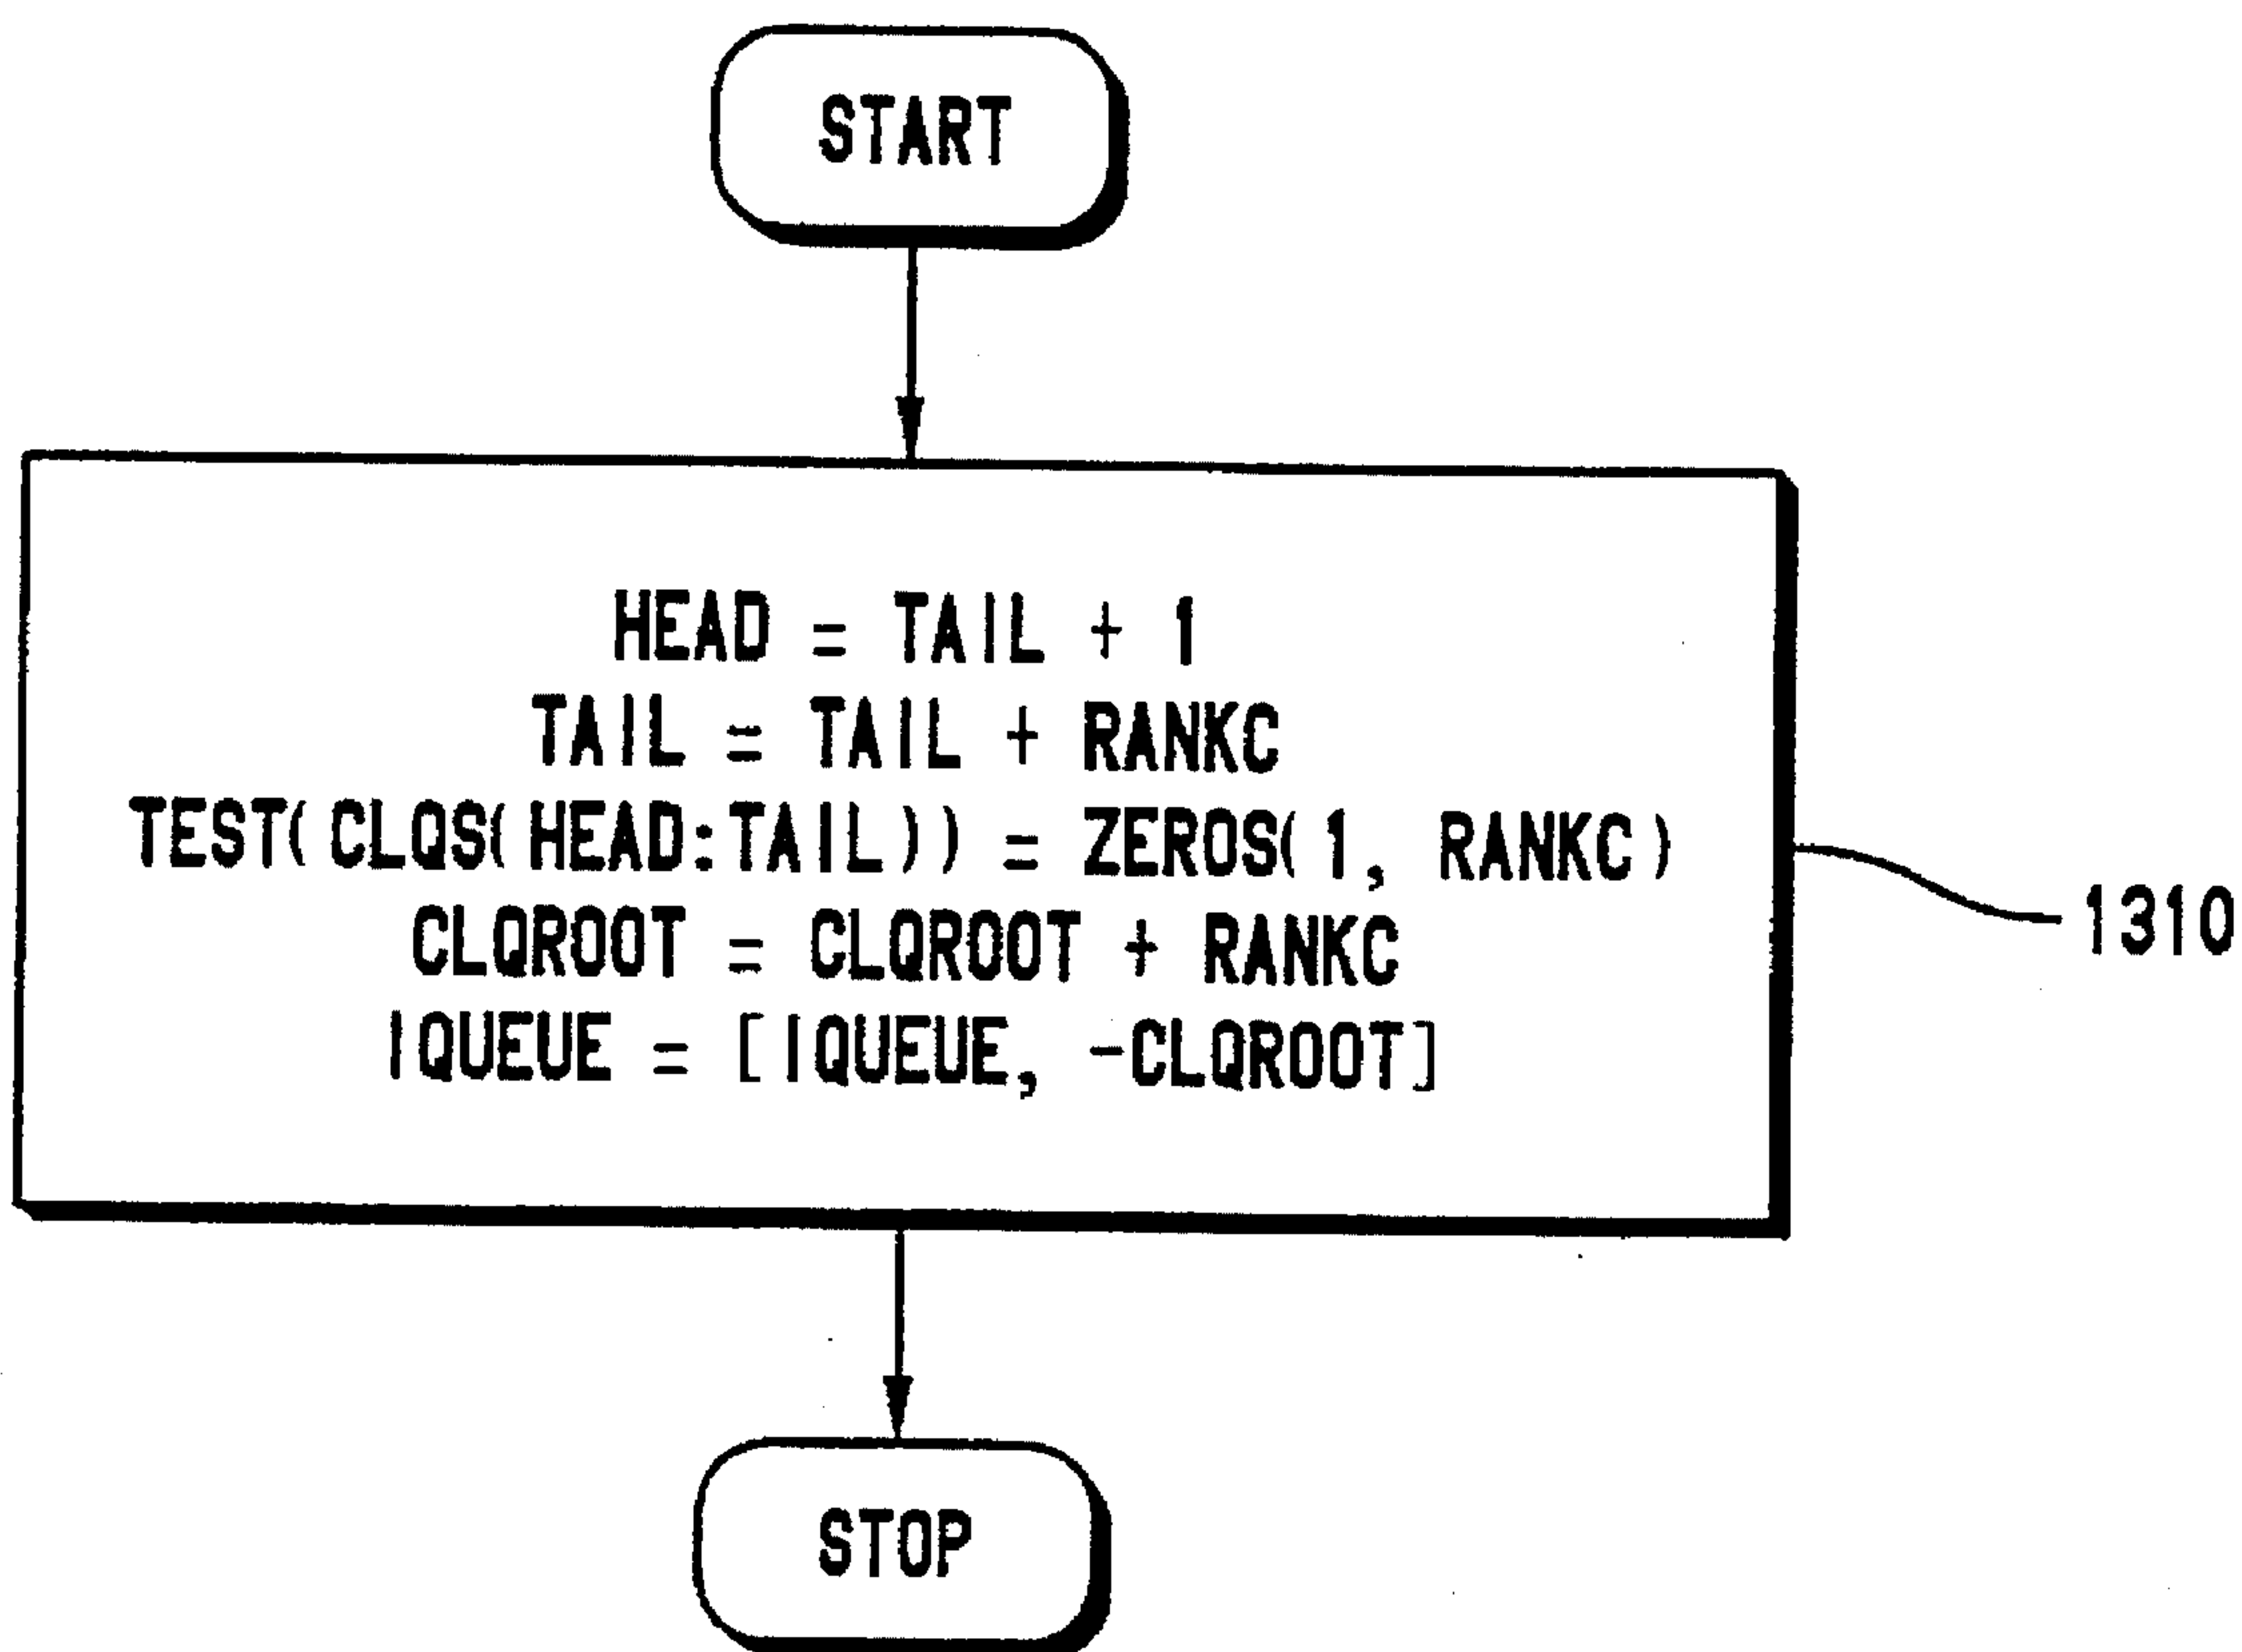 START
HEAD = TAIL + 1
TAIL = TAIL + RANKC
TEST(CLQS(HEAD:TAIL)) = ZEROS(1, RANKC)
CLQROOT = CLQROOT + RANKC
IQUEUE = [IQUEUE, -CLQROOT]
1310
STOP